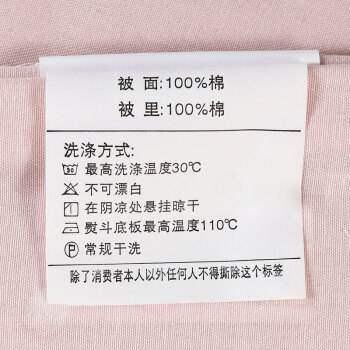 被 面:100%棉
被 里:100%棉
洗涤方式:
最高洗涤温度30℃
不可漂白
在阴凉处悬挂晾干
熨斗底板最高温度110℃
常规干洗
除了消费者本人以外任何人不得撕除这个标签